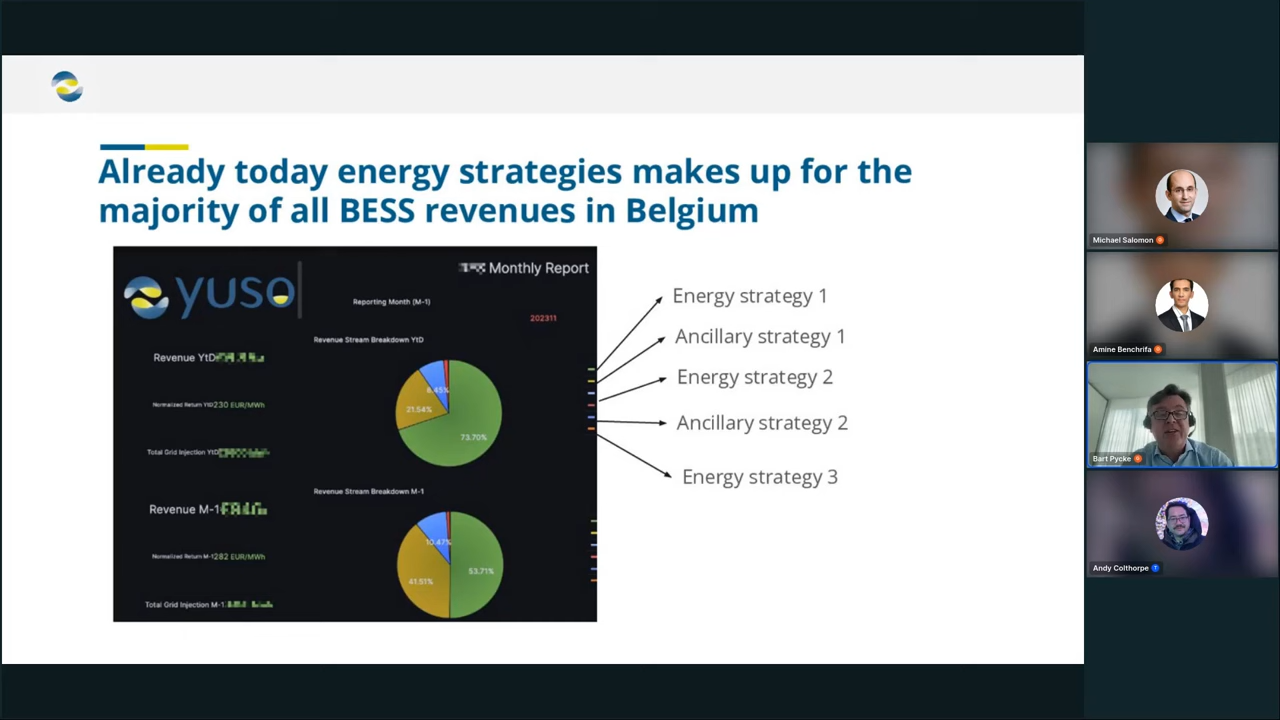 Already today energy strategies makes up for the
majority of all BESS revenues in Belgium
yuso
Monthly Report
Reporting Month (M-1)
202311
Revenue Stream Breakdown YtD
Revenue YtD
Normalized Return YtD 230 EUR/MWh
Total Grid Injection YtD
6.45%
21.54%
73.70%
Revenue Stream Breakdown M-1
Revenue M-1
Normalized Return M-1 282 EUR/MWh
Total Grid Injection M-1
10.47%
41.51%
53.71%
Energy strategy 1
Ancillary strategy 1
Energy strategy 2
Ancillary strategy 2
Energy strategy 3
Michael Salomon
Amine Benchrifa
Bart Pycke
Andy Colthorpe